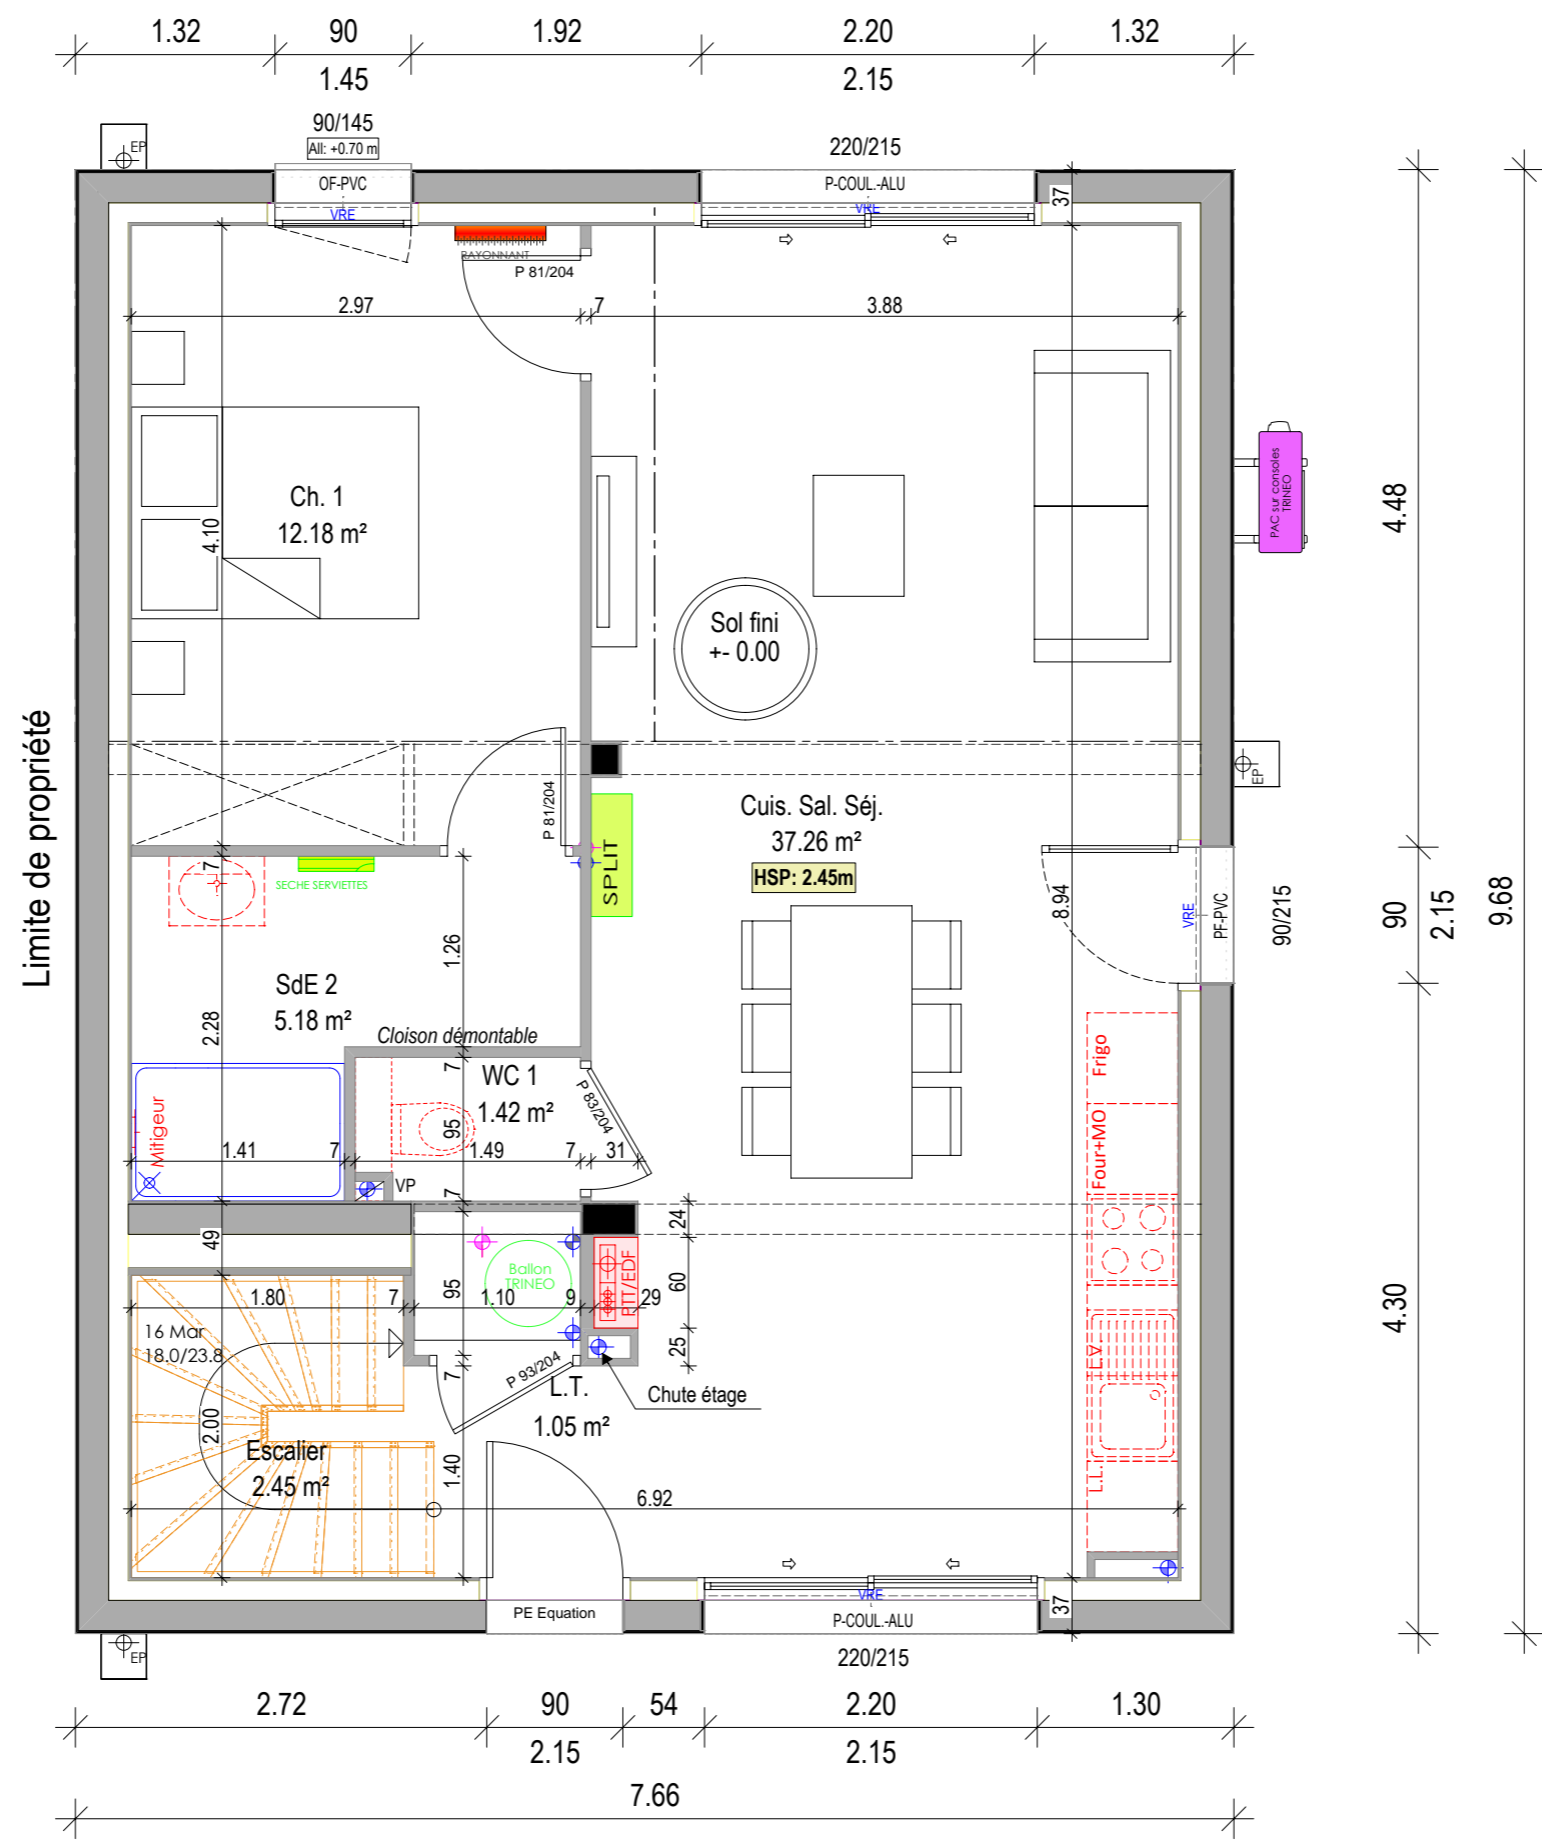 1.32 90 1.92 2.20 1.32
1.45 2.15
90/145
All: +0.70 m
220/215
EP
OF-PVC
VRE
P-COUL.-ALU
VRE
37
RAYONNANT
P 81/204
2.97 7 3.88
Ch. 1
12.18 m²
4.10
Sol fini
+- 0.00
PAC sur consoles
TRINEO
4.48
Limite de propriété
P 81/204
SPLIT
Cuis. Sal. Séj.
37.26 m²
HSP: 2.45m
EP
7
SECHE SERVIETTES
1.26
8.94
VRE
PF-PVC
90/215
90
2.15
9.68
SdE 2
5.18 m²
2.28
Cloison démontable
7
WC 1
1.42 m²
P 83/204
95
Mitigeur
1.41 7 1.49 7 31
VP
7
Frigo
Four+MO
49
24
Ballon
TRINEO
95
PTT/EDF
60
1.80 7 1.10 9 29
25
16 Mar
18.0/23.8
7
P 93/204
L.T.
1.05 m²
Chute étage
L.V.
L.L.
4.30
2.00
Escalier
2.45 m²
1.40
6.92
PE Equation
VRE
P-COUL.-ALU
37
EP
220/215
2.72 90 54 2.20 1.30
2.15 2.15
7.66